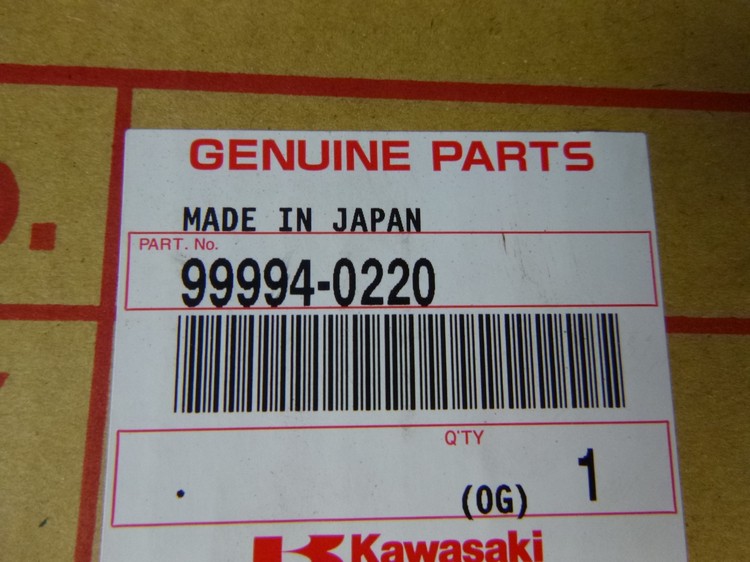 GENUINE PARTS
MADE IN JAPAN
PART. No.
99994-0220
Q'TY
1
(OG)
Kawasaki